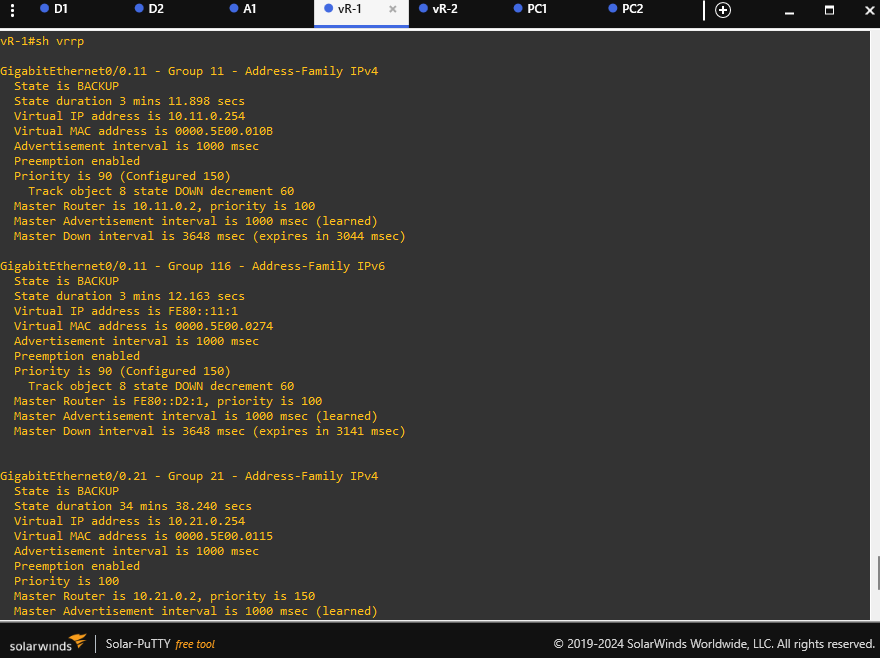 D1
D2
A1
vR-1
vR-2
PC1
PC2
vR-1#sh vrrp
GigabitEthernet0/0.11 - Group 11 - Address-Family IPv4
State is BACKUP
State duration 3 mins 11.898 secs
Virtual IP address is 10.11.0.254
Virtual MAC address is 0000.5E00.010B
Advertisement interval is 1000 msec
Preemption enabled
Priority is 90 (Configured 150)
Track object 8 state DOWN decrement 60
Master Router is 10.11.0.2, priority is 100
Master Advertisement interval is 1000 msec (learned)
Master Down interval is 3648 msec (expires in 3044 msec)
GigabitEthernet0/0.11 - Group 116 - Address-Family IPv6
State is BACKUP
State duration 3 mins 12.163 secs
Virtual IP address is FE80::11:1
Virtual MAC address is 0000.5E00.0274
Advertisement interval is 1000 msec
Preemption enabled
Priority is 90 (Configured 150)
Track object 8 state DOWN decrement 60
Master Router is FE80::D2:1, priority is 100
Master Advertisement interval is 1000 msec (learned)
Master Down interval is 3648 msec (expires in 3141 msec)
GigabitEthernet0/0.21 - Group 21 - Address-Family IPv4
State is BACKUP
State duration 34 mins 38.240 secs
Virtual IP address is 10.21.0.254
Virtual MAC address is 0000.5E00.0115
Advertisement interval is 1000 msec
Preemption enabled
Priority is 100
Master Router is 10.21.0.2, priority is 150
Master Advertisement interval is 1000 msec (learned)
solarwinds
Solar-PuTTY free tool
© 2019-2024 SolarWinds Worldwide, LLC. All rights reserved.